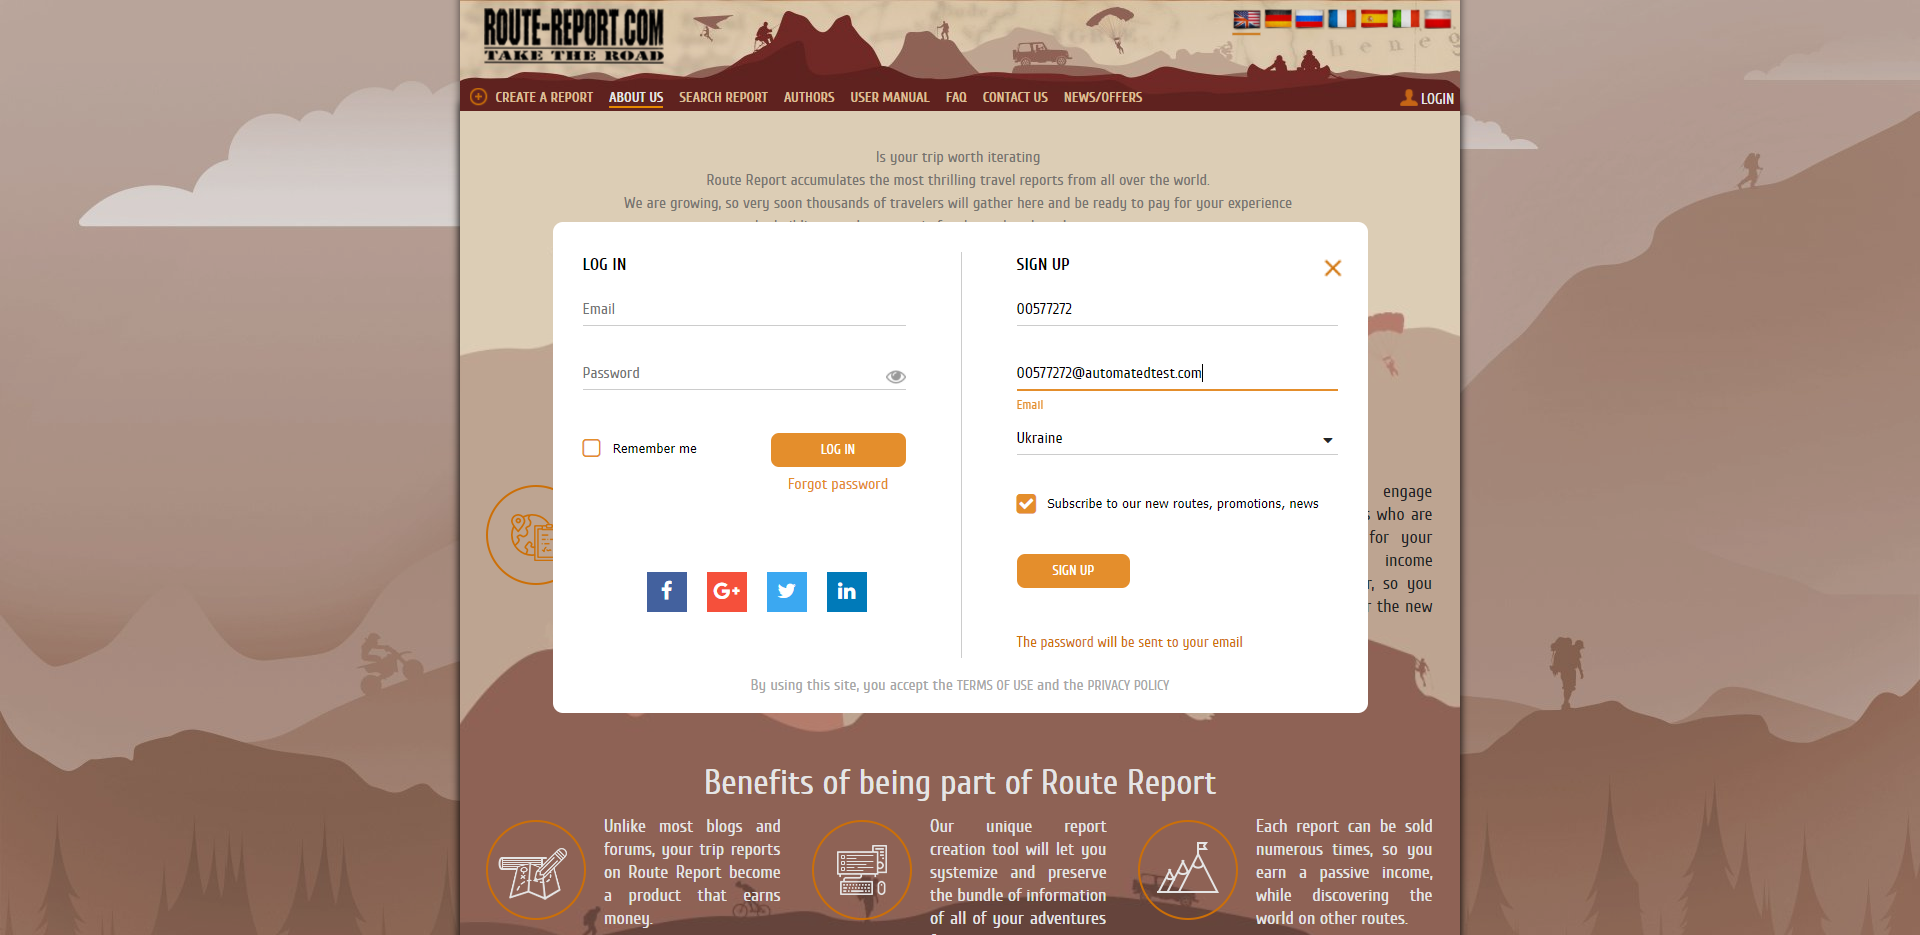 ROUTE-REPORT.COM
TAKE THE ROAD
CREATE A REPORT ABOUT US SEARCH REPORT AUTHORS USER MANUAL FAQ CONTACT US NEWS/OFFERS LOGIN
Is your trip worth iterating
Route Report accumulates the most thrilling travel reports from all over the world.
We are growing, so very soon thousands of travelers will gather here and be ready to pay for your experience
LOG IN
Email
Password
Remember me
LOG IN
Forgot password
SIGN UP
00577272
00577272@automatedtest.com
Email
Ukraine
Subscribe to our new routes, promotions, news
SIGN UP
The password will be sent to your email
By using this site, you accept the TERMS OF USE and the PRIVACY POLICY
engage
who are
for your
income
so you
the new
Benefits of being part of Route Report
Unlike most blogs and
forums, your trip reports
on Route Report become
a product that earns
money.
Our unique report
creation tool will let you
systemize and preserve
the bundle of information
of all of your adventures
Each report can be sold
numerous times, so you
earn a passive income,
while discovering the
world on other routes.